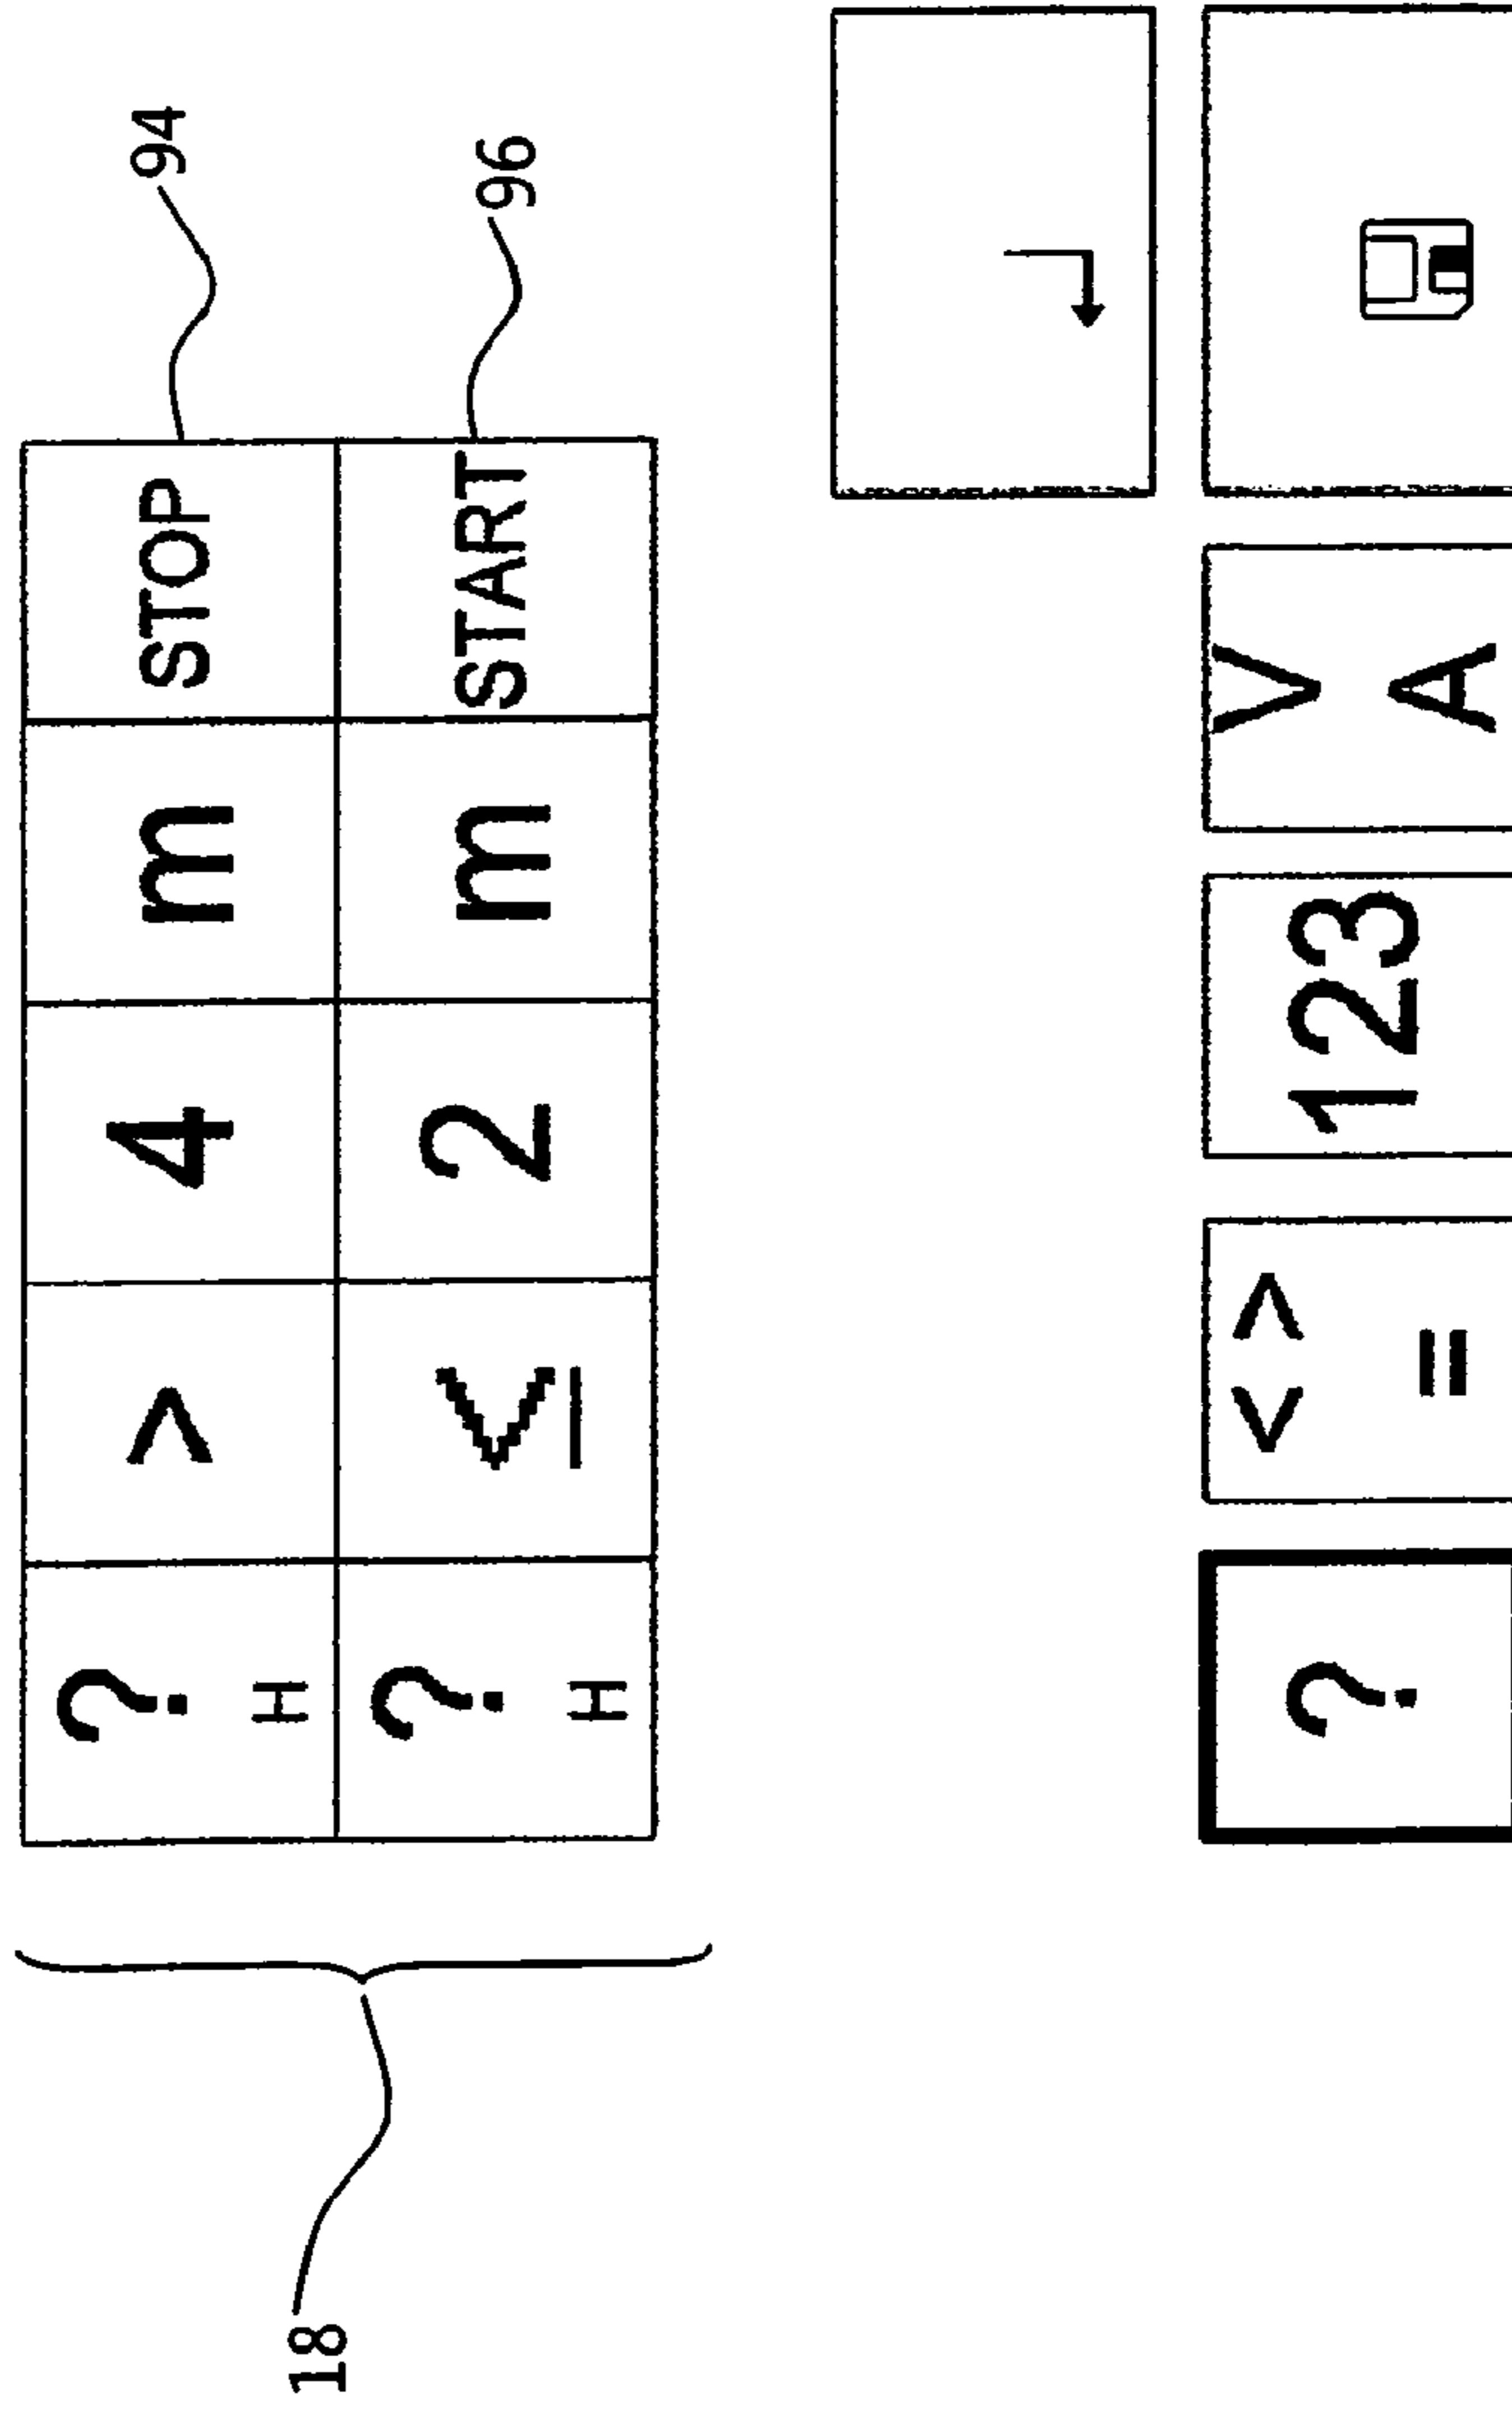 ? > 4 m STOP 94
H
18
? ≤ 2 m START 96
H
? < > 123 V
= A